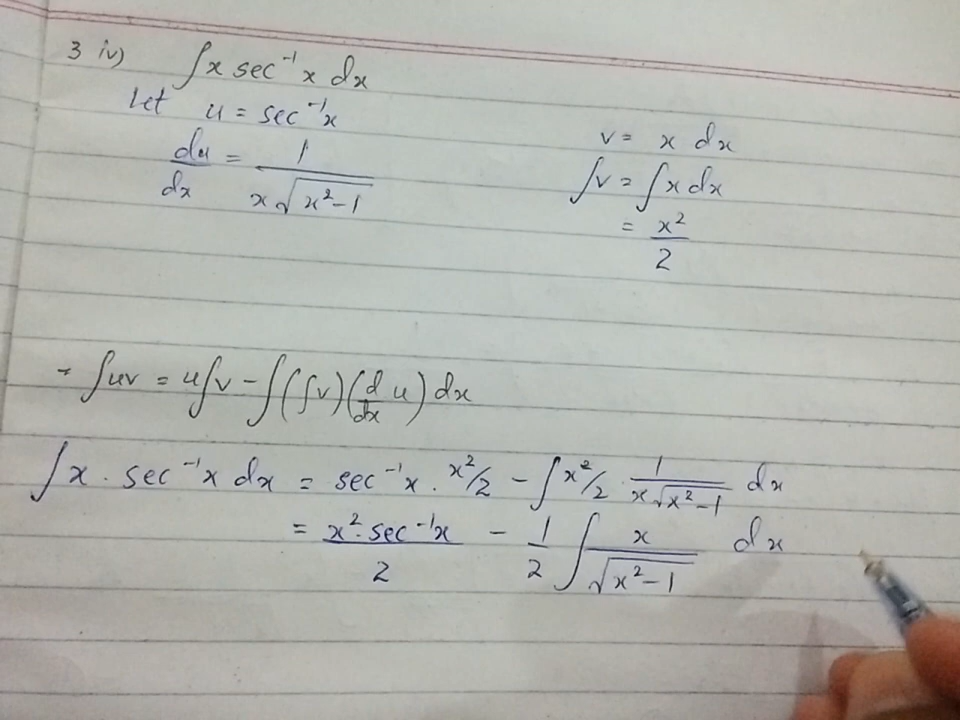 3 iv) ∫x sec⁻¹ x dx
Let u = sec⁻¹x
du/dx = 1/(x√(x²-1))
v = x dx
∫v = ∫x dx
= x²/2
∫uv = u∫v - ∫(∫v)(d/dx u) dx
∫x . sec⁻¹x dx = sec⁻¹x . x²/2 - ∫x²/2 . 1/(x√(x²-1)) dx
= x².sec⁻¹x/2 - 1/2 ∫ x/√(x²-1) dx